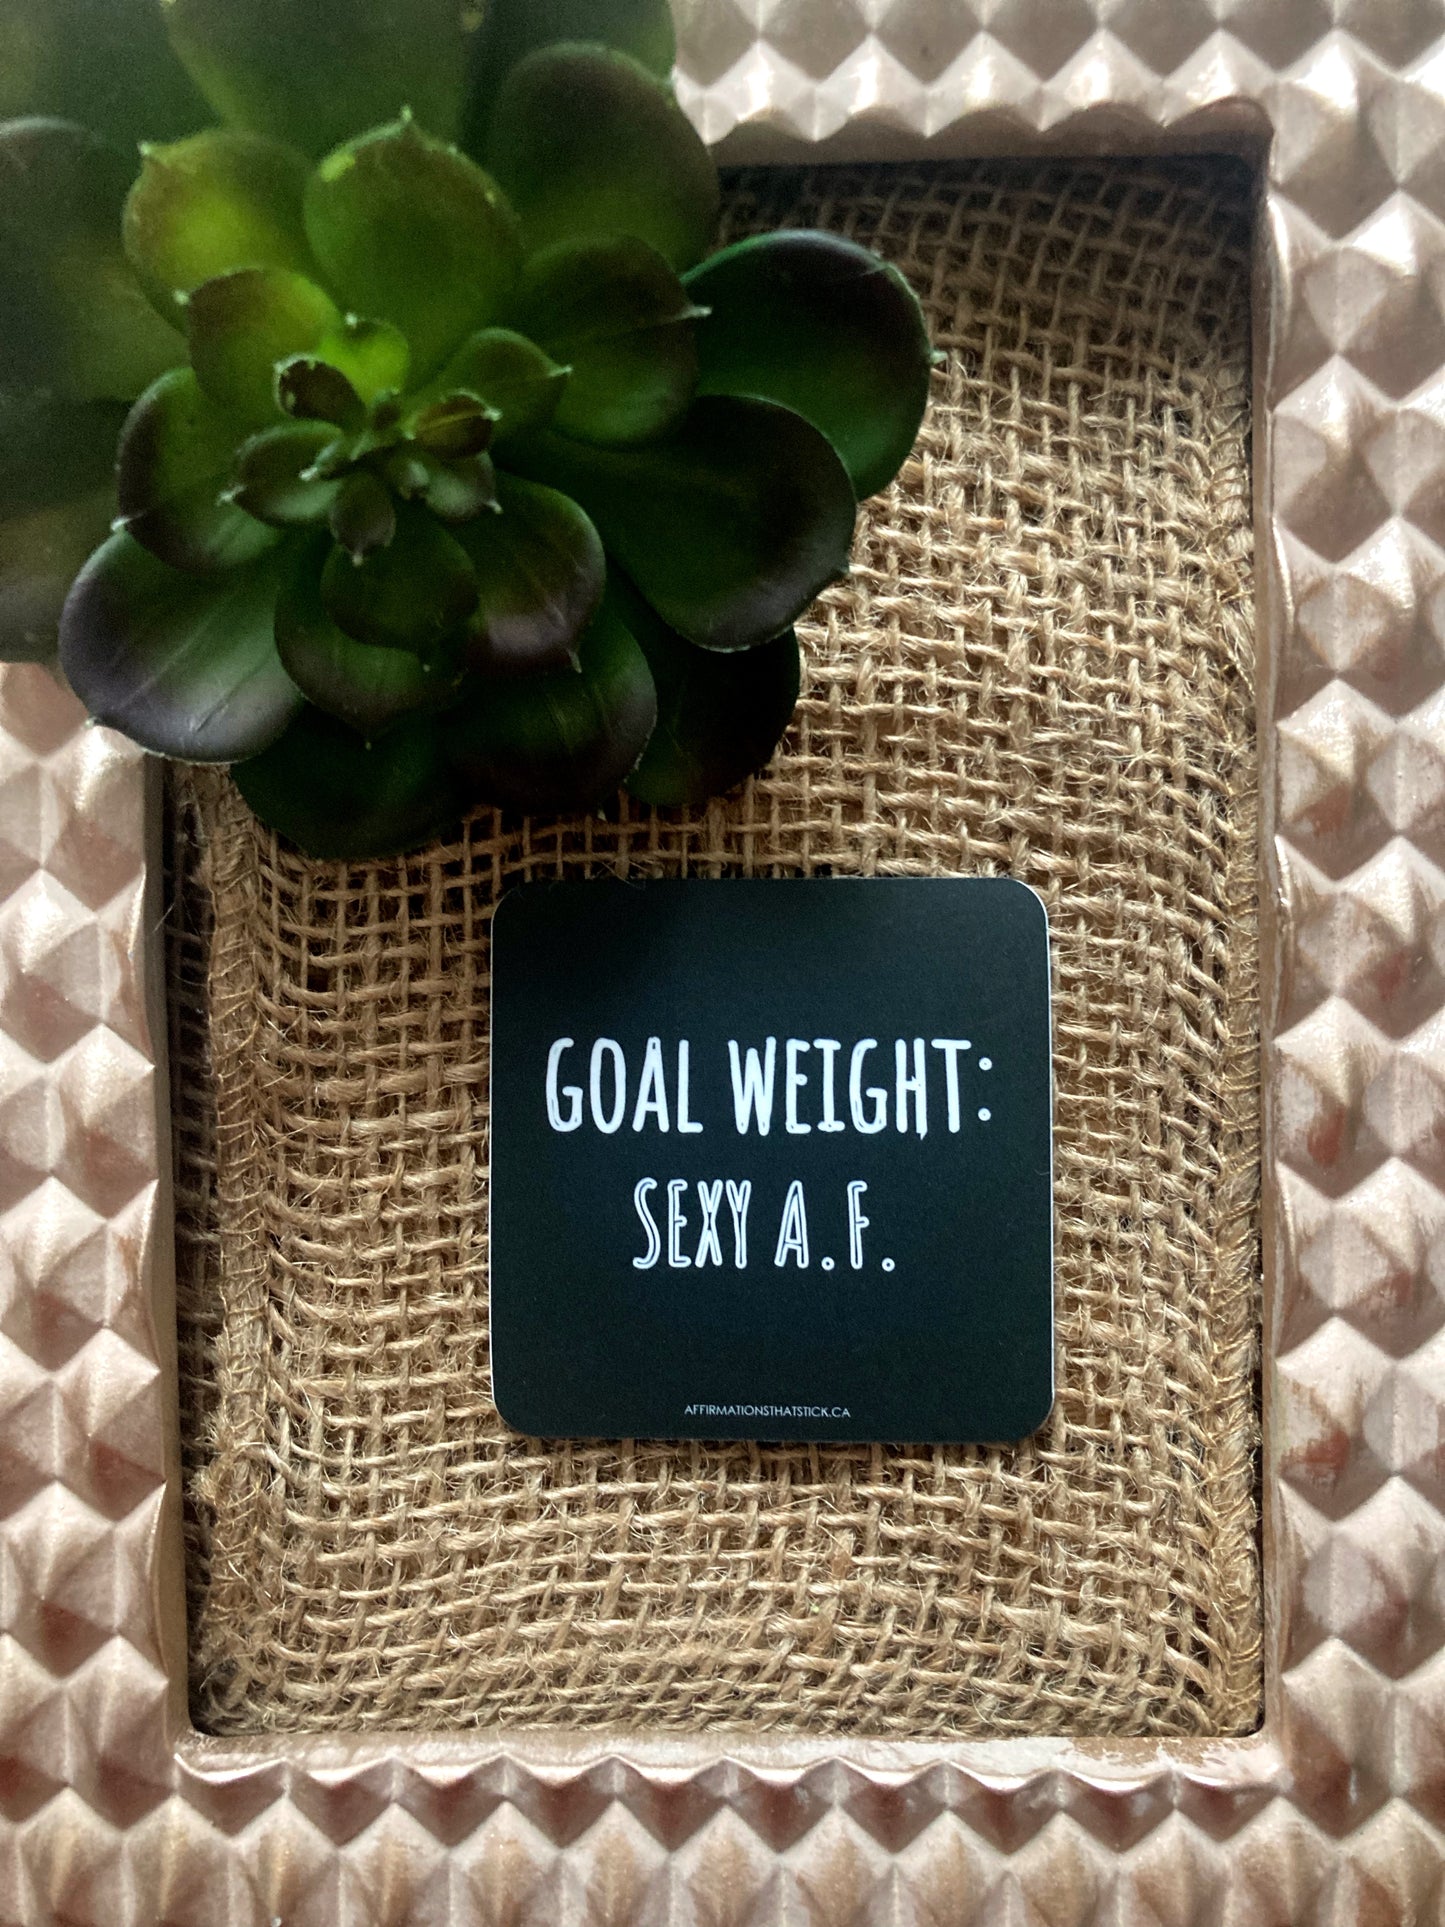 GOAL WEIGHT:
SEXY A.F.
AFFIRMATIONSTHATSTICK.CA